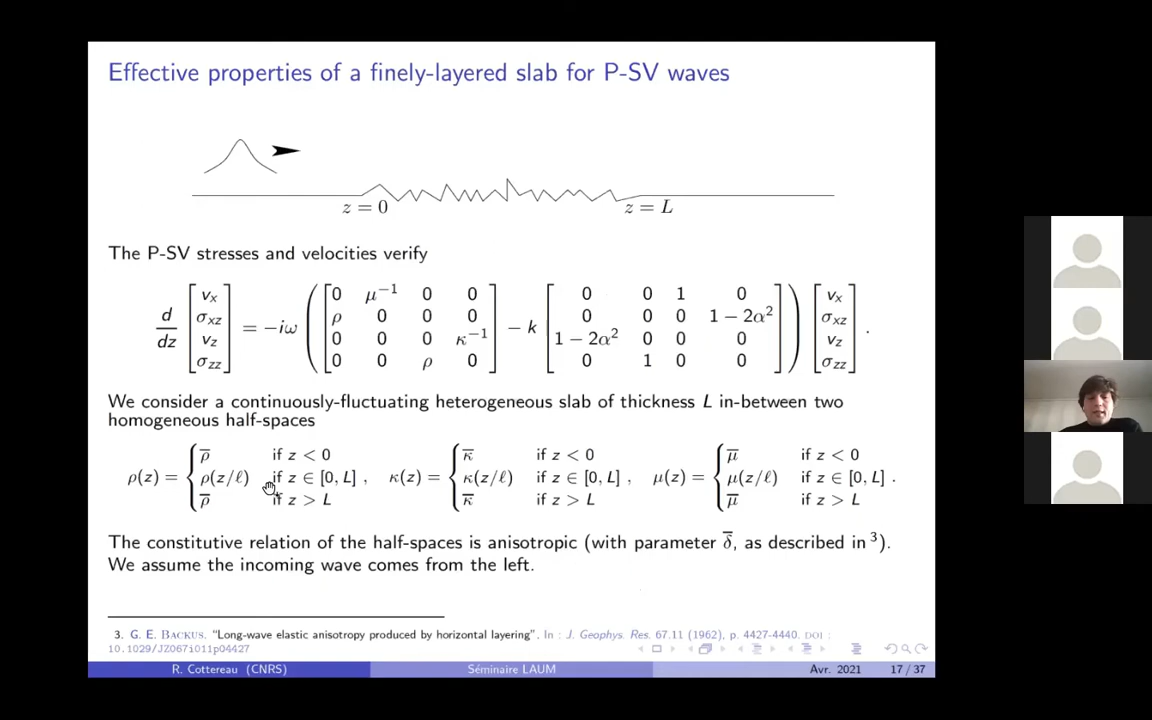 Effective properties of a finely-layered slab for P-SV waves
z = 0
z = L
The P-SV stresses and velocities verify
d/dz [v_x σ_xz v_z σ_zz] = −iω ( [0 μ⁻¹ 0 0; ρ 0 0 0; 0 0 0 κ⁻¹; 0 0 ρ 0] − k [0 0 1 0; 0 0 0 1 − 2α²; 1 − 2α² 0 0 0; 0 1 0 0] ) [v_x σ_xz v_z σ_zz] .
We consider a continuously-fluctuating heterogeneous slab of thickness L in-between two
homogeneous half-spaces
ρ(z) = { ρ̅ if z < 0; ρ(z/ℓ) if z ∈ [0, L]; ρ̅ if z > L , κ(z) = { κ̅ if z < 0; κ(z/ℓ) if z ∈ [0, L]; κ̅ if z > L , μ(z) = { μ̅ if z < 0; μ(z/ℓ) if z ∈ [0, L]; μ̅ if z > L .
The constitutive relation of the half-spaces is anisotropic (with parameter δ̅, as described in ³).
We assume the incoming wave comes from the left.
3. G. E. BACKUS. “Long-wave elastic anisotropy produced by horizontal layering”. In : J. Geophys. Res. 67.11 (1962), p. 4427-4440. DOI :
10.1029/JZ067i011p04427
R. Cottereau (CNRS) Séminaire LAUM Avr. 2021 17 / 37